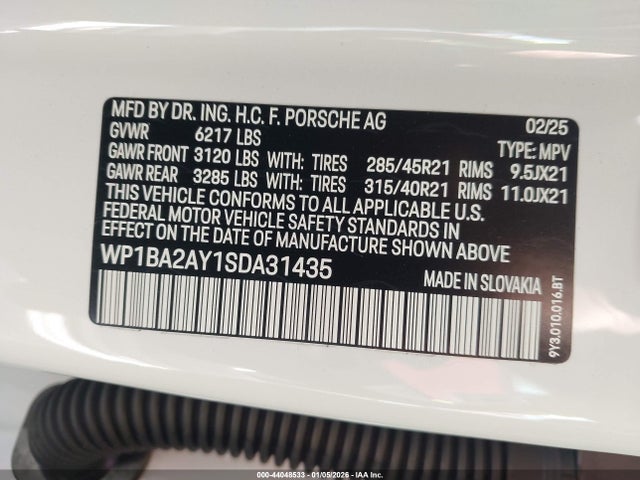 MFD BY DR. ING. H.C. F. PORSCHE AG 02/25
GVWR 6217 LBS TYPE: MPV
GAWR FRONT 3120 LBS WITH: TIRES 285/45R21 RIMS 9.5JX21
GAWR REAR 3285 LBS WITH: TIRES 315/40R21 RIMS 11.0JX21
THIS VEHICLE CONFORMS TO ALL APPLICABLE U.S.
FEDERAL MOTOR VEHICLE SAFETY STANDARDS IN
EFFECT ON THE DATE OF MANUFACTURE SHOWN ABOVE
WP1BA2AY1SDA31435 MADE IN SLOVAKIA
9Y3.010.016.BT
000-44048533 - 01/05/2026 - © IAA Inc.